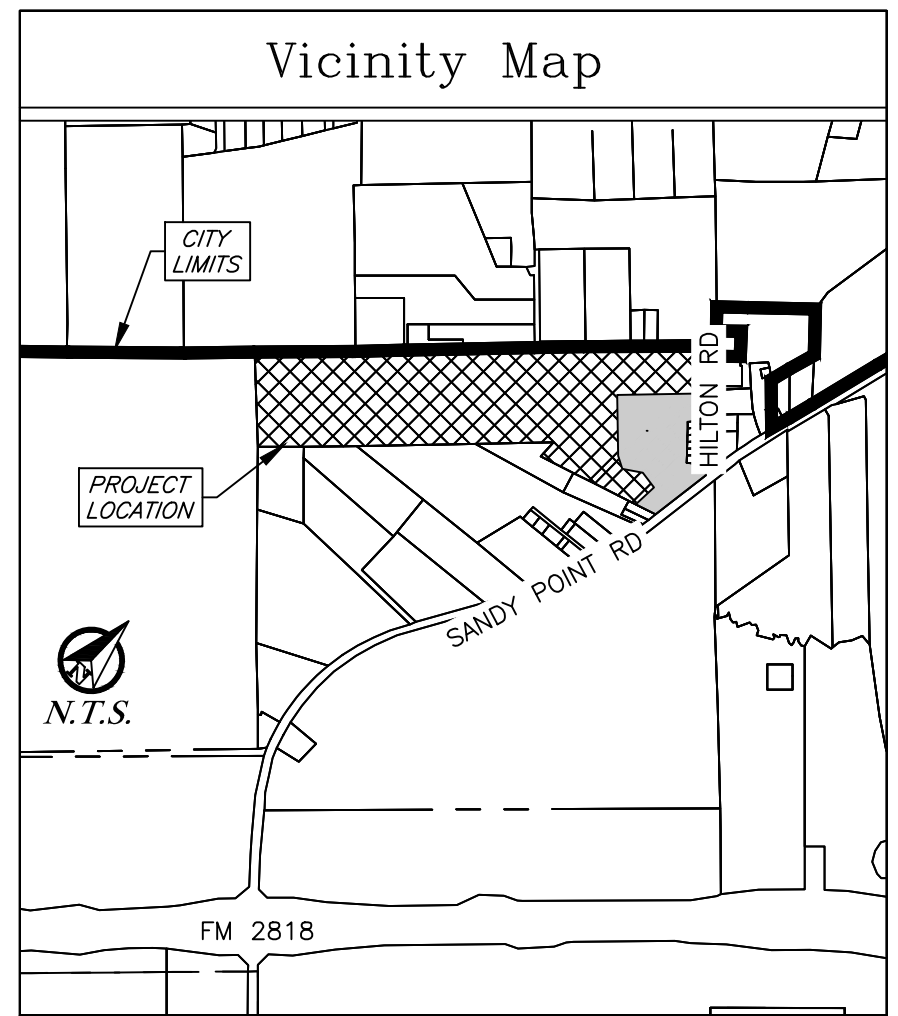 Vicinity Map
CITY
LIMITS
HILTON RD
PROJECT
LOCATION
SANDY POINT RD
N
N.T.S.
FM 2818